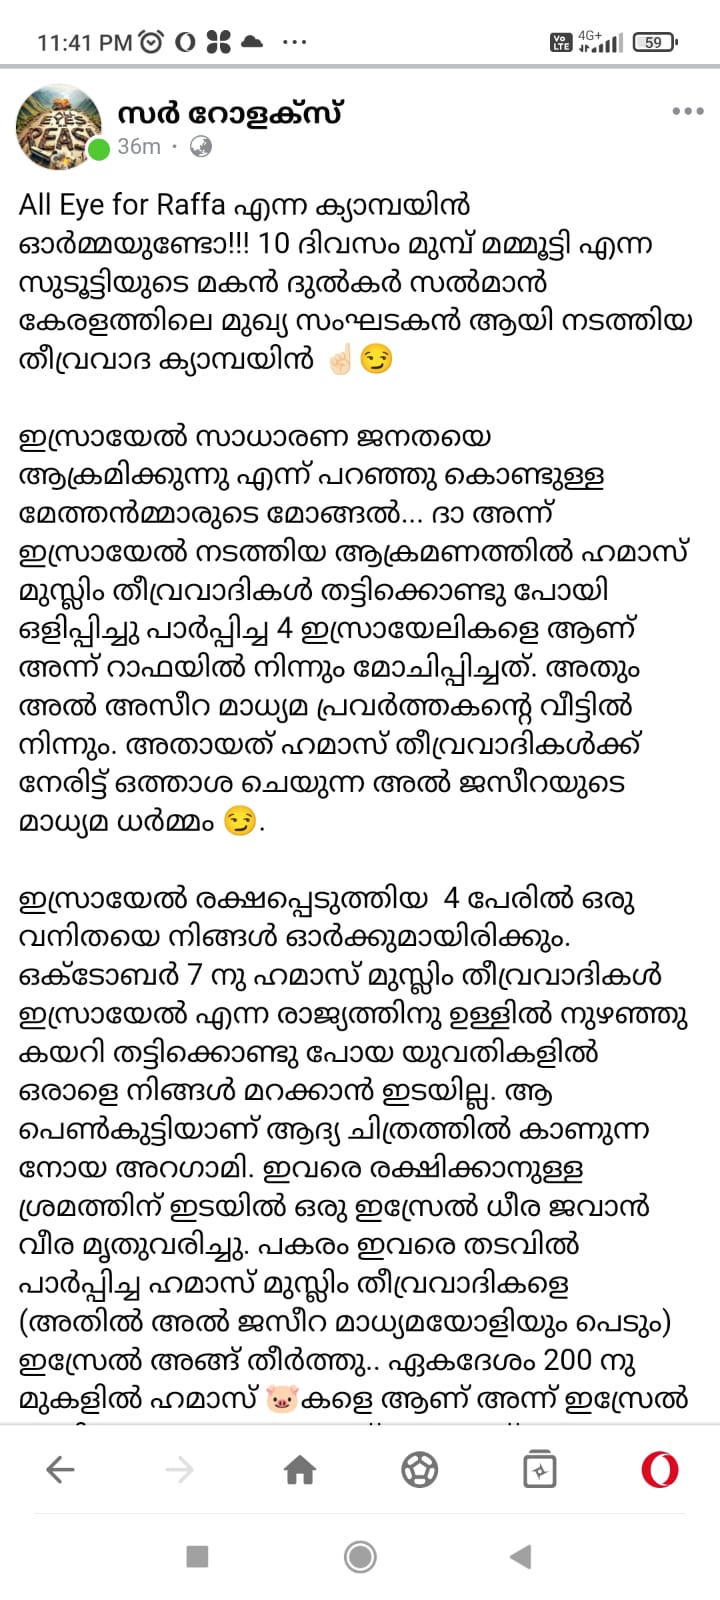 11:41 PM ...
Vo LTE 4G+ 59
സർ റോളക്സ്
36m ·
All Eye for Raffa എന്ന ക്യാമ്പയിൻ
ഓർമ്മയുണ്ടോ!!! 10 ദിവസം മുമ്പ് മമ്മൂട്ടി എന്ന
സുടൂട്ടിയുടെ മകൻ ദുൽകർ സൽമാൻ
കേരളത്തിലെ മുഖ്യ സംഘടകൻ ആയി നടത്തിയ
തീവ്രവാദ ക്യാമ്പയിൻ ☝🏻😏
ഇസ്രായേൽ സാധാരണ ജനതയെ
ആക്രമിക്കുന്നു എന്ന് പറഞ്ഞു കൊണ്ടുള്ള
മേത്തൻമ്മാരുടെ മോങ്ങൽ... ദാ അന്ന്
ഇസ്രായേൽ നടത്തിയ ആക്രമണത്തിൽ ഹമാസ്
മുസ്ലിം തീവ്രവാദികൾ തട്ടിക്കൊണ്ടു പോയി
ഒളിപ്പിച്ചു പാർപ്പിച്ച 4 ഇസ്രായേലികളെ ആണ്
അന്ന് റാഫയിൽ നിന്നും മോചിപ്പിച്ചത്. അതും
അൽ അസീറ മാധ്യമ പ്രവർത്തകന്റെ വീട്ടിൽ
നിന്നും. അതായത് ഹമാസ് തീവ്രവാദികൾക്ക്
നേരിട്ട് ഒത്താശ ചെയുന്ന അൽ ജസീറയുടെ
മാധ്യമ ധർമ്മം 😏.
ഇസ്രായേൽ രക്ഷപ്പെടുത്തിയ 4 പേരിൽ ഒരു
വനിതയെ നിങ്ങൾ ഓർക്കുമായിരിക്കും.
ഒക്ടോബർ 7 നു ഹമാസ് മുസ്ലിം തീവ്രവാദികൾ
ഇസ്രായേൽ എന്ന രാജ്യത്തിനു ഉള്ളിൽ നുഴഞ്ഞു
കയറി തട്ടിക്കൊണ്ടു പോയ യുവതികളിൽ
ഒരാളെ നിങ്ങൾ മറക്കാൻ ഇടയില്ല. ആ
പെൺകുട്ടിയാണ് ആദ്യ ചിത്രത്തിൽ കാണുന്ന
നോയ അറഗാമി. ഇവരെ രക്ഷിക്കാനുള്ള
ശ്രമത്തിന് ഇടയിൽ ഒരു ഇസ്രേൽ ധീര ജവാൻ
വീര മൃതുവരിച്ചു. പകരം ഇവരെ തടവിൽ
പാർപ്പിച്ച ഹമാസ് മുസ്ലിം തീവ്രവാദികളെ
(അതിൽ അൽ ജസീറ മാധ്യമയോളിയും പെടും)
ഇസ്രേൽ അങ്ങ് തീർത്തു.. ഏകദേശം 200 നു
മുകളിൽ ഹമാസ് 🐷കളെ ആണ് അന്ന് ഇസ്രേൽ